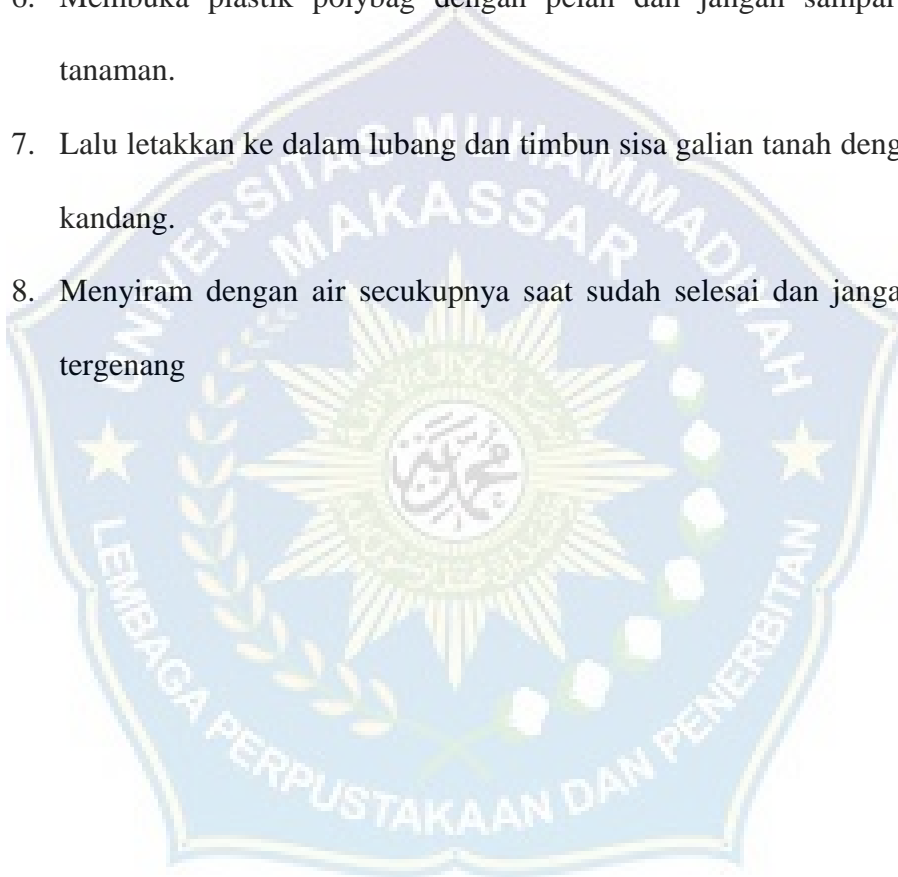 6. Membuka plastik polybag dengan pelan dan jangan sampai
tanaman.
7. Lalu letakkan ke dalam lubang dan timbun sisa galian tanah deng
kandang.
8. Menyiram dengan air secukupnya saat sudah selesai dan janga
tergenang
UNIVERSITAS MUHAMMADIYAH
MAKASSAR
LEMBAGA PERPUSTAKAAN DAN PENERBITAN